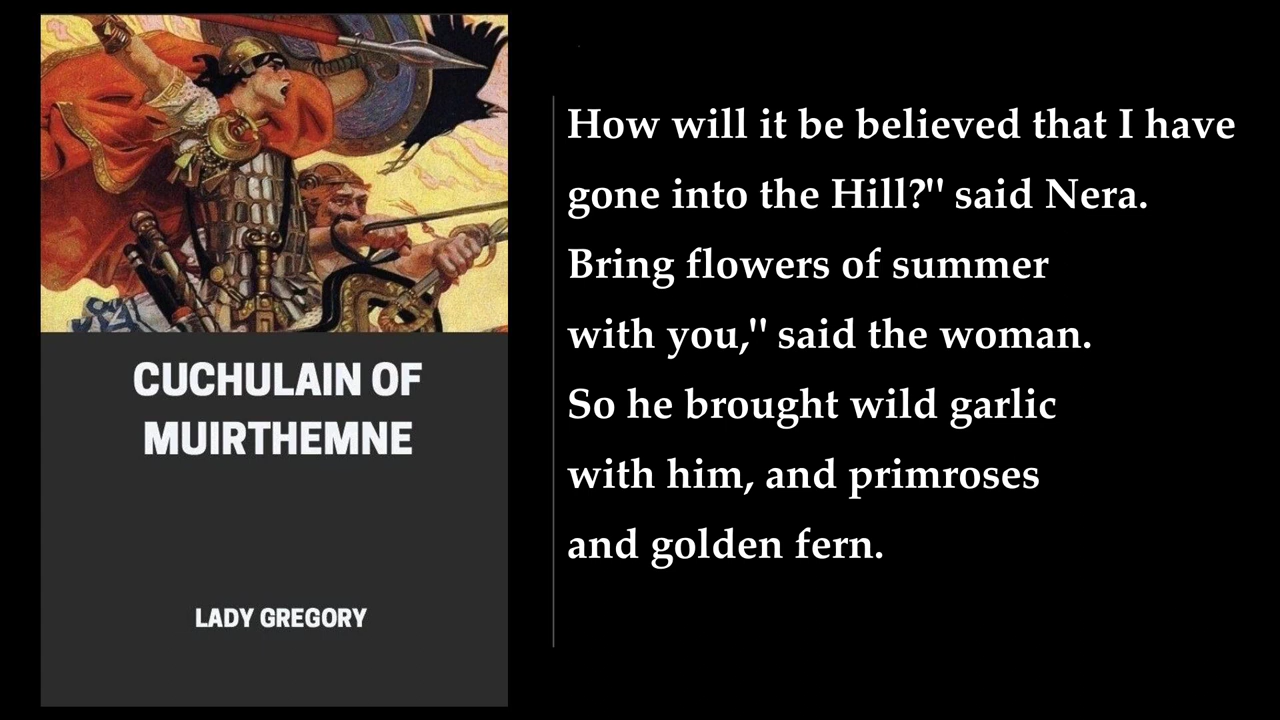 CUCHULAIN OF
MUIRTHEMNE
LADY GREGORY
How will it be believed that I have
gone into the Hill?" said Nera.
Bring flowers of summer
with you," said the woman.
So he brought wild garlic
with him, and primroses
and golden fern.